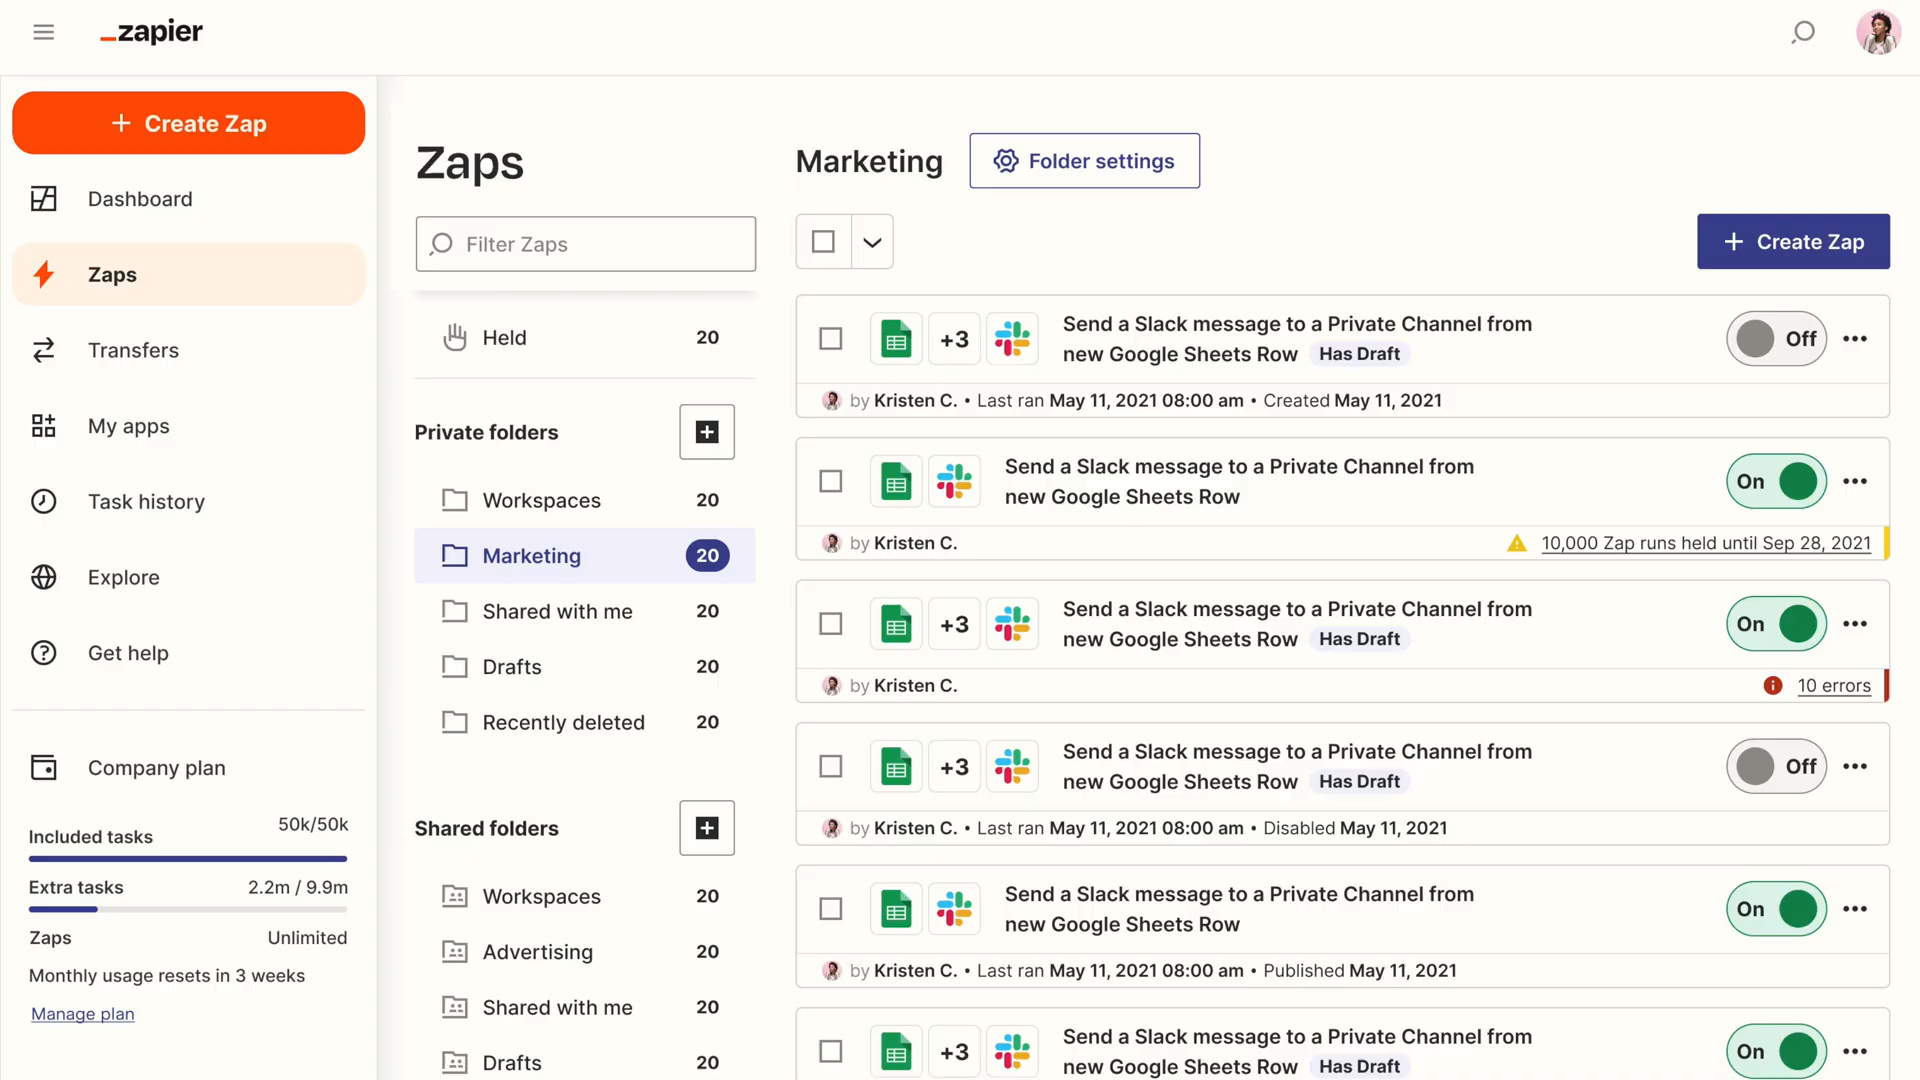 zapier
Create Zap
Dashboard
Zaps
Transfers
My apps
Task history
Explore
Get help
Company plan
Included tasks 50k/50k
Extra tasks 2.2m / 9.9m
Zaps Unlimited
Monthly usage resets in 3 weeks
Manage plan
Zaps
Filter Zaps
Held 20
Private folders
Workspaces 20
Marketing 20
Shared with me 20
Drafts 20
Recently deleted 20
Shared folders
Workspaces 20
Advertising 20
Shared with me 20
Drafts 20
Marketing
Folder settings
Create Zap
+3
Send a Slack message to a Private Channel from
new Google Sheets Row Has Draft
Off
by Kristen C. • Last ran May 11, 2021 08:00 am • Created May 11, 2021
Send a Slack message to a Private Channel from
new Google Sheets Row
On
by Kristen C.
10,000 Zap runs held until Sep 28, 2021
+3
Send a Slack message to a Private Channel from
new Google Sheets Row Has Draft
On
by Kristen C.
10 errors
+3
Send a Slack message to a Private Channel from
new Google Sheets Row Has Draft
Off
by Kristen C. • Last ran May 11, 2021 08:00 am • Disabled May 11, 2021
Send a Slack message to a Private Channel from
new Google Sheets Row
On
by Kristen C. • Last ran May 11, 2021 08:00 am • Published May 11, 2021
+3
Send a Slack message to a Private Channel from
new Google Sheets Row Has Draft
On